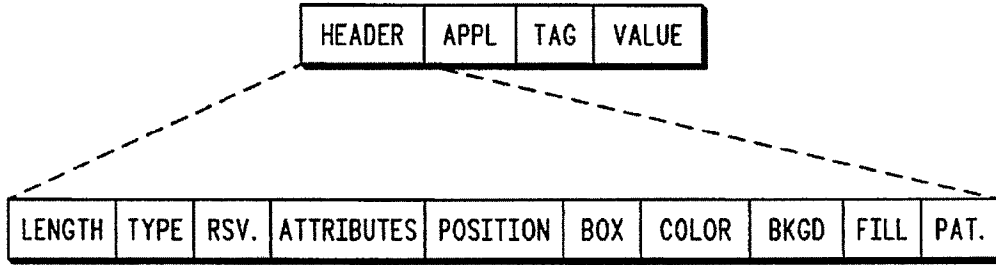 HEADER APPL TAG VALUE
LENGTH TYPE RSV. ATTRIBUTES POSITION BOX COLOR BKGD FILL PAT.